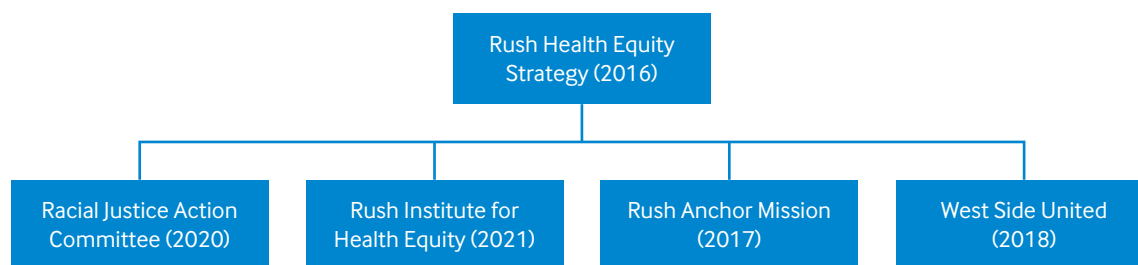 Rush Health Equity
Strategy (2016)
Racial Justice Action
Committee (2020)
Rush Institute for
Health Equity (2021)
Rush Anchor Mission
(2017)
West Side United
(2018)